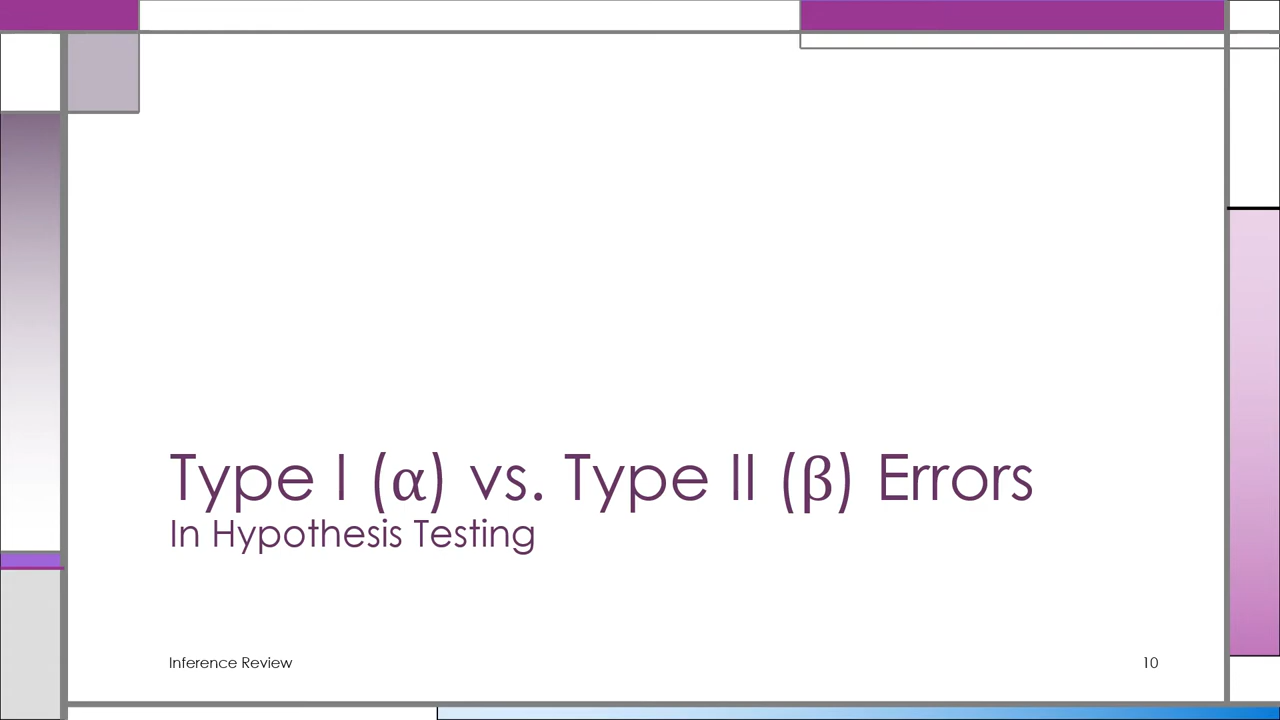 Type I (α) vs. Type II (β) Errors
In Hypothesis Testing
Inference Review
10